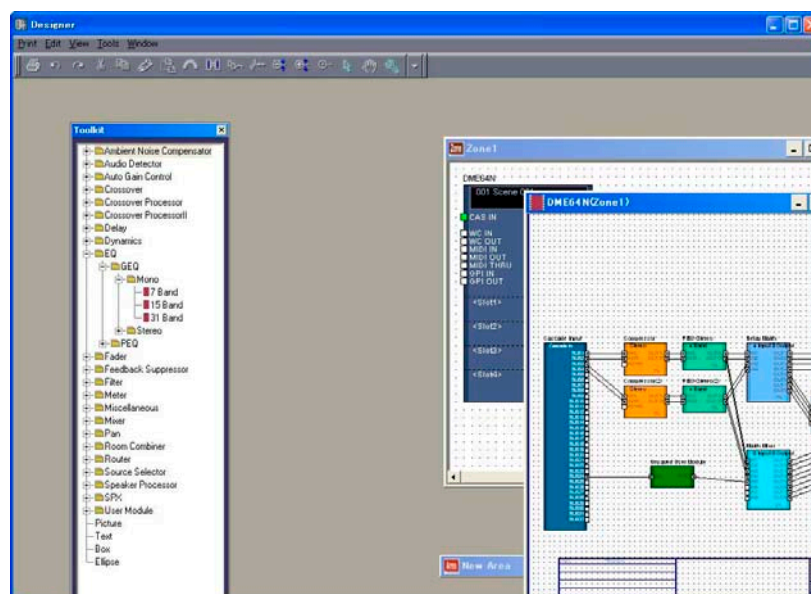 Designer
Print Edit View Tools Window
Toolkit
Ambient Noise Compensator
Audio Detector
Auto Gain Control
Crossover
Crossover Processor
Crossover ProcessorII
Delay
Dynamics
EQ
GEQ
Mono
7 Band
15 Band
31 Band
Stereo
PEQ
Fader
Feedback Suppressor
Filter
Meter
Miscellaneous
Mixer
Pan
Room Combiner
Router
Source Selector
Speaker Processor
SPX
User Module
Picture
Text
Box
Ellipse
Zone1
DME64N
001 Scene
CAS IN
WC IN
WC OUT
MIDI IN
MIDI OUT
MIDI THRU
GPI IN
GPI OUT
<Slot1>
<Slot2>
<Slot3>
<Slot4>
DME64N(Zone1)
Cascade Input
New Area